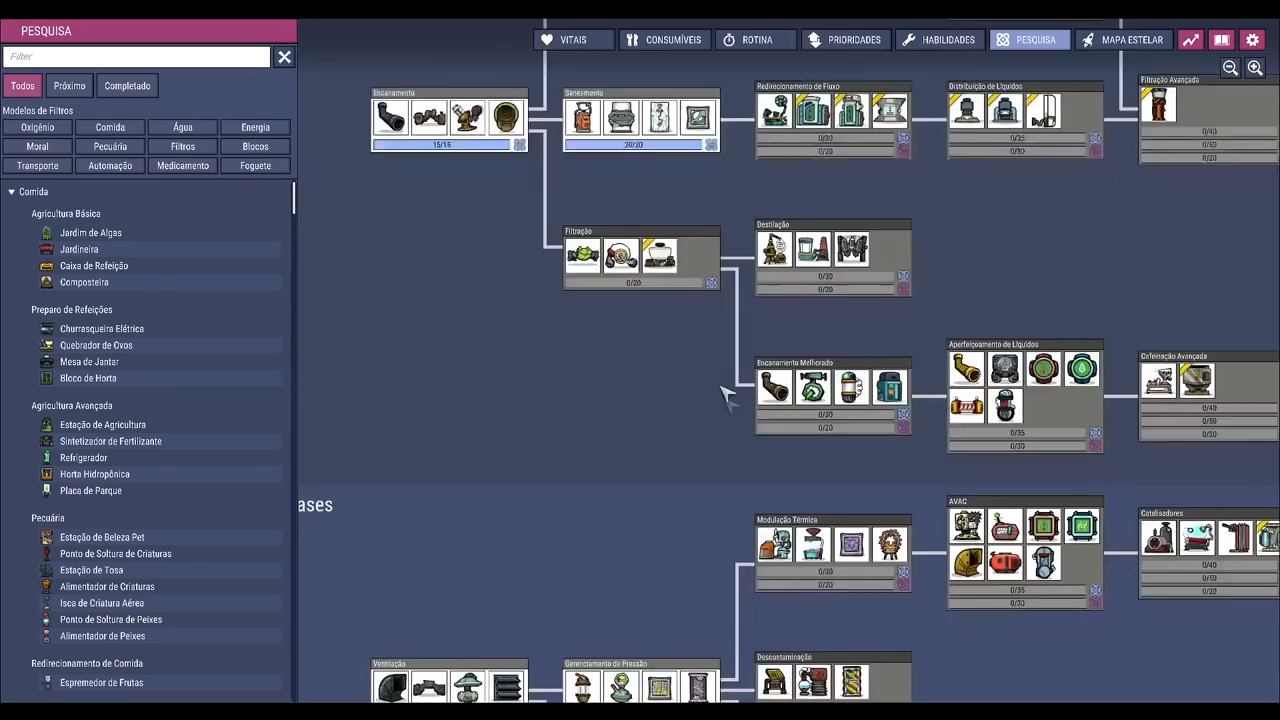 PESQUISA
VITAIS
CONSUMÍVEIS
ROTINA
PRIORIDADES
HABILIDADES
PESQUISA
MAPA ESTELAR
Filter
Todos
Próximo
Completado
Modelos de Filtros
Oxigênio
Comida
Água
Energia
Moral
Pecuária
Filtros
Blocos
Transporte
Automação
Medicamento
Foguete
Comida
Agricultura Básica
Jardim de Algas
Jardineira
Caixa de Refeição
Composteira
Preparo de Refeições
Churrasqueira Elétrica
Quebrador de Ovos
Mesa de Jantar
Bloco de Horta
Agricultura Avançada
Estação de Agricultura
Sintetizador de Fertilizante
Refrigerador
Horta Hidropônica
Placa de Parque
Pecuária
Estação de Beleza Pet
Ponto de Soltura de Criaturas
Estação de Tosa
Alimentador de Criaturas
Isca de Criatura Aérea
Ponto de Soltura de Peixes
Alimentador de Peixes
Redirecionamento de Comida
Espremedor de Frutas
Encanamento
15/15
Saneamento
20/20
Redirecionamento de Fluxo
0/30
0/20
Distribuição de Líquidos
0/35
0/30
Filtração Avançada
0/40
0/50
0/20
Filtração
0/20
Destilação
0/30
0/20
Encanamento Melhorado
0/30
0/20
Aperfeiçoamento de Líquidos
0/35
0/30
Cafeinação Avançada
0/40
0/50
0/20
ases
Modulação Térmica
0/30
0/20
AVAC
0/35
0/30
Catalisadores
0/40
0/50
0/20
Ventilação
Gerenciamento de Pressão
Descontaminação